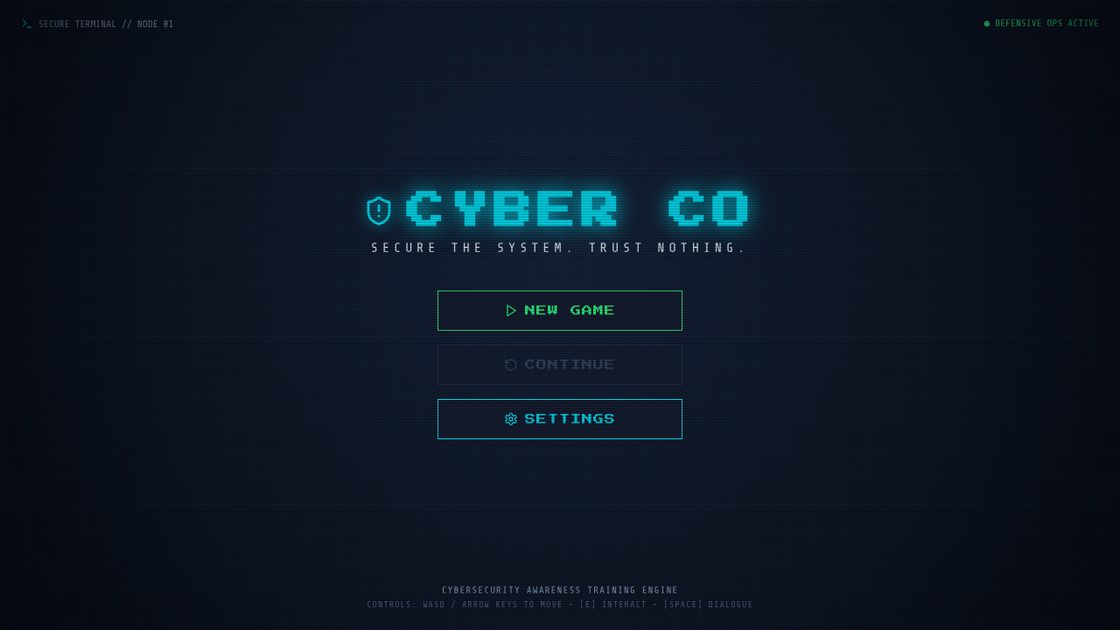 >_ SECURE TERMINAL // NODE 01
● DEFENSIVE OPS ACTIVE
CYBER CO
SECURE THE SYSTEM. TRUST NOTHING.
NEW GAME
CONTINUE
SETTINGS
CYBERSECURITY AWARENESS TRAINING ENGINE
CONTROLS: WASD / ARROW KEYS TO MOVE • [E] INTERACT • [SPACE] DIALOGUE